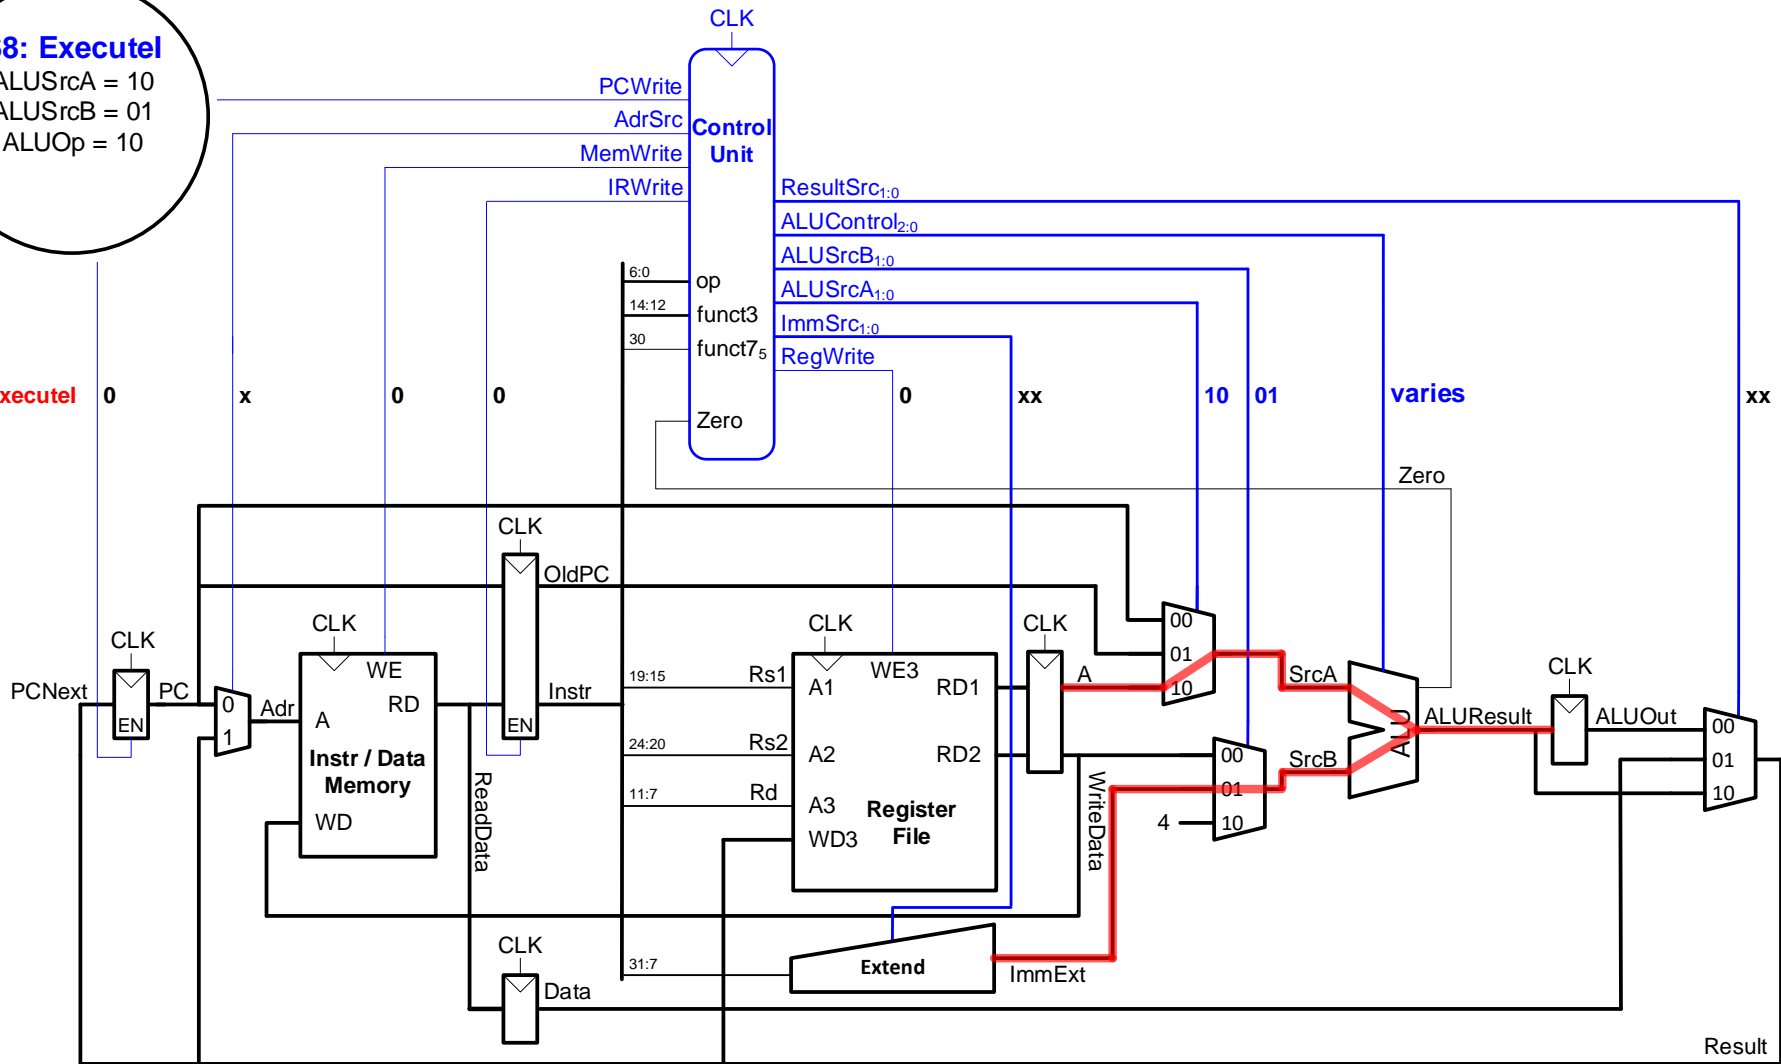 8: ExecuteI
ALUSrcA = 10
ALUSrcB = 01
ALUOp = 10
CLK
PCWrite
AdrSrc
MemWrite
IRWrite
Control
Unit
ResultSrc1:0
ALUControl2:0
ALUSrcB1:0
ALUSrcA1:0
ImmSrc1:0
RegWrite
6:0
op
14:12
funct3
30
funct75
Zero
xecuteI
0
x
0
0
0
xx
10
01
varies
xx
Zero
CLK
OldPC
CLK
PCNext
EN
PC
0
1
Adr
CLK
WE
A
RD
Instr / Data
Memory
WD
EN
Instr
ReadData
19:15
Rs1
24:20
Rs2
11:7
Rd
CLK
WE3
A1
RD1
A2
RD2
A3
WD3
Register
File
CLK
A
WriteData
00
01
10
SrcA
00
01
10
4
SrcB
ALU
ALUResult
CLK
ALUOut
00
01
10
CLK
Data
31:7
Extend
ImmExt
Result